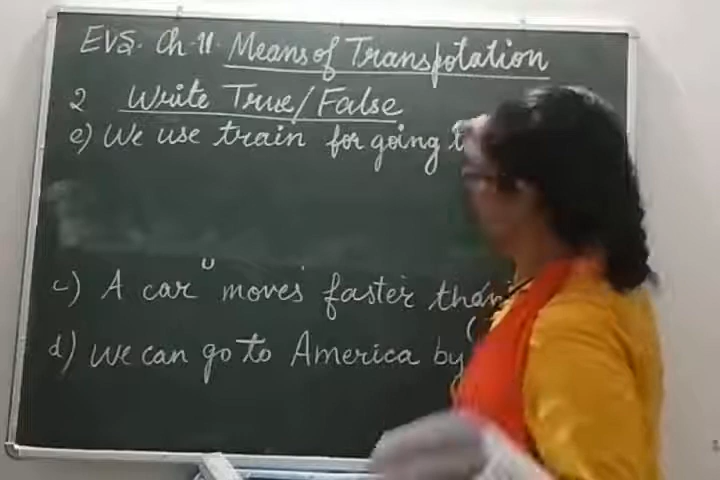 EVS. Ch-11. Means of Transpotation
2 Write True/False
e) We use train for going
c) A car moves faster than
d) We can go to America by